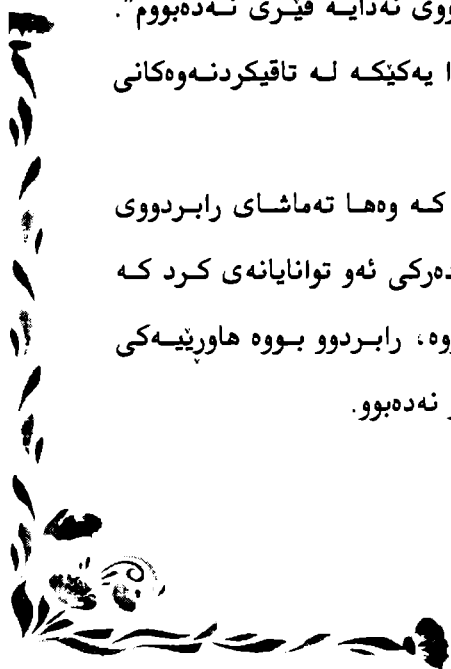 ووی نەدایە فێری نەدەبووم".
ا یەکێکە لە تاقیکردنەوەکانی
کە وەها تەماشای رابردووی
دەرکی ئەو توانایانەی کرد کە
وە، رابردوو بووە هاوڕێیەکی
نەدەبوو.